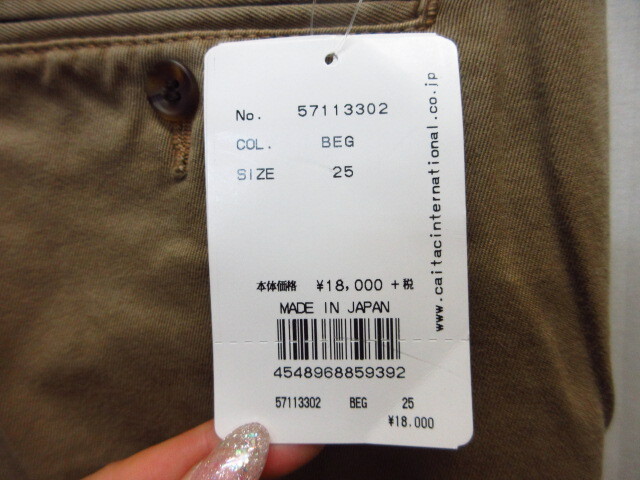 No. 57113302
COL. BEG
SIZE 25
www.caitacinternational.co.jp
本体価格 ¥18,000 +税
MADE IN JAPAN
4548968859392
57113302 BEG 25
¥18.000